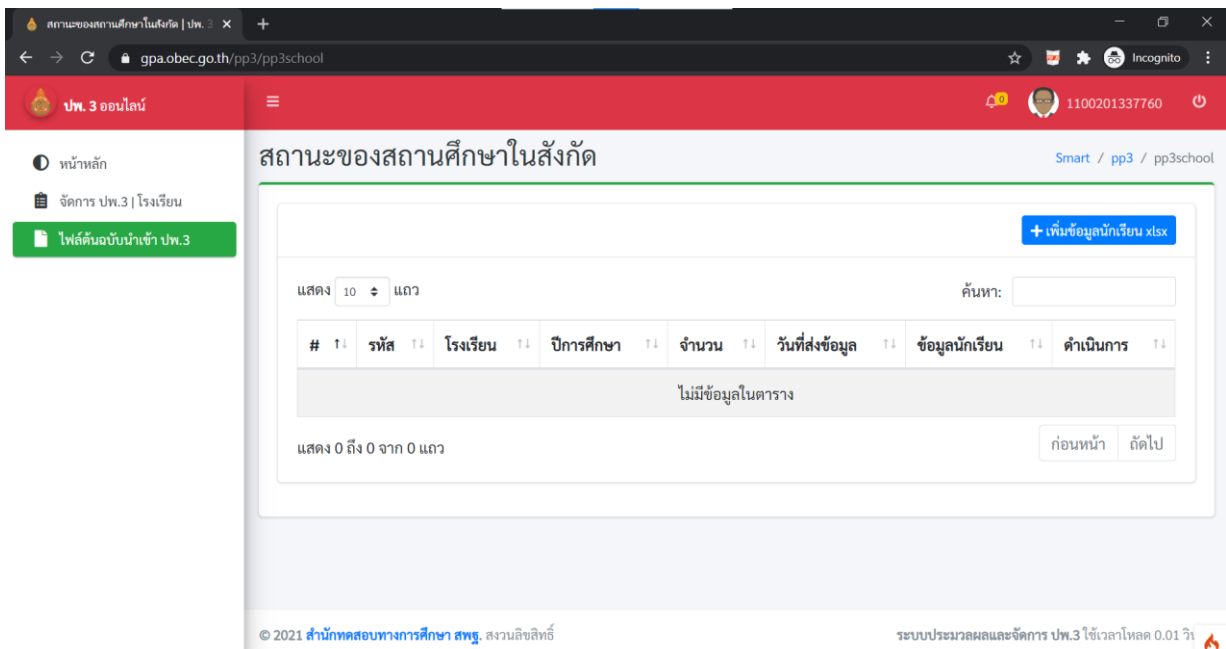 สถานะของสถานศึกษาในสังกัด | ปพ. 3
gpa.obec.go.th/pp3/pp3school
Incognito
ปพ. 3 ออนไลน์
0
1100201337760
หน้าหลัก
จัดการ ปพ.3 | โรงเรียน
ไฟล์ต้นฉบับนำเข้า ปพ.3
สถานะของสถานศึกษาในสังกัด
Smart / pp3 / pp3school
+ เพิ่มข้อมูลนักเรียน xlsx
แสดง 10 แถว
ค้นหา:
# รหัส โรงเรียน ปีการศึกษา จำนวน วันที่ส่งข้อมูล ข้อมูลนักเรียน ดำเนินการ
ไม่มีข้อมูลในตาราง
แสดง 0 ถึง 0 จาก 0 แถว
ก่อนหน้า ถัดไป
© 2021 สำนักทดสอบทางการศึกษา สพฐ. สงวนลิขสิทธิ์
ระบบประมวลผลและจัดการ ปพ.3 ใช้เวลาโหลด 0.01